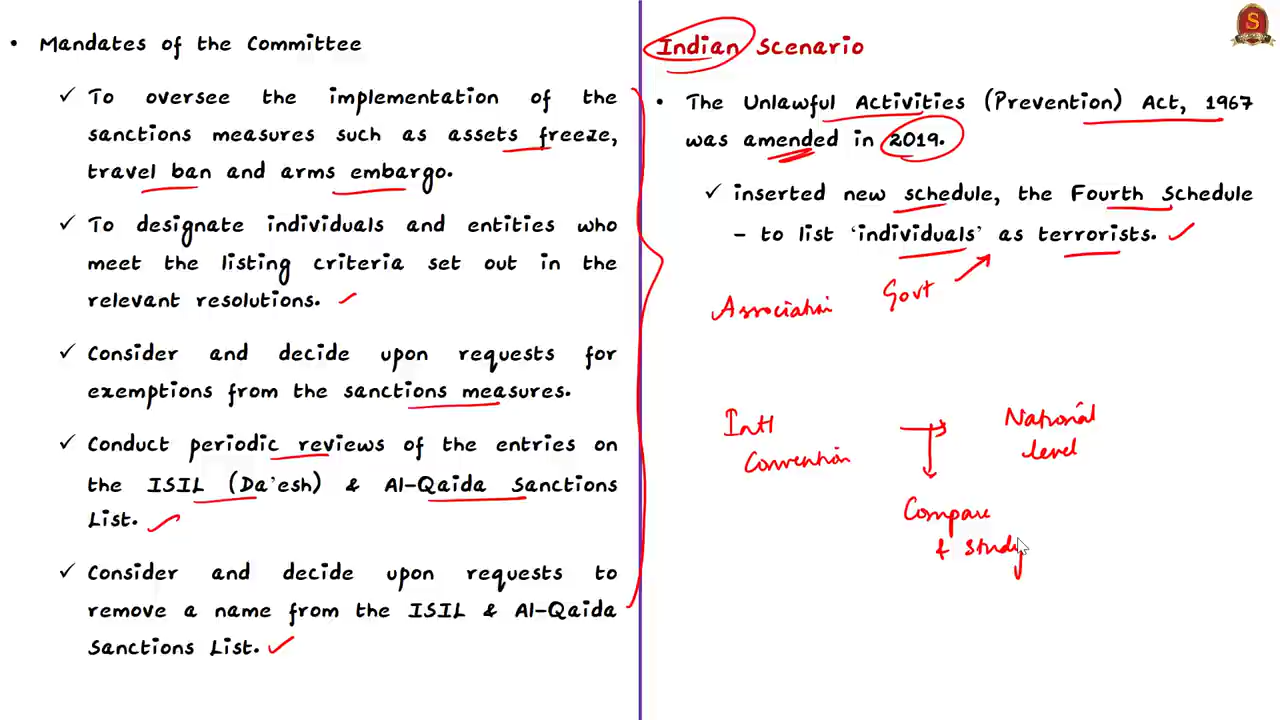 • Mandates of the Committee
✓ To oversee the implementation of the
sanctions measures such as assets freeze,
travel ban and arms embargo.
✓ To designate individuals and entities who
meet the listing criteria set out in the
relevant resolutions.
✓ Consider and decide upon requests for
exemptions from the sanctions measures.
✓ Conduct periodic reviews of the entries on
the ISIL (Da'esh) & Al-Qaida Sanctions
List.
✓ Consider and decide upon requests to
remove a name from the ISIL & Al-Qaida
Sanctions List.
Indian Scenario
• The Unlawful Activities (Prevention) Act, 1967
was amended in 2019.
✓ inserted new schedule, the Fourth Schedule
- to list 'individuals' as terrorists.
Association
Govt
Intl
Convention
National
level
Compare
& study